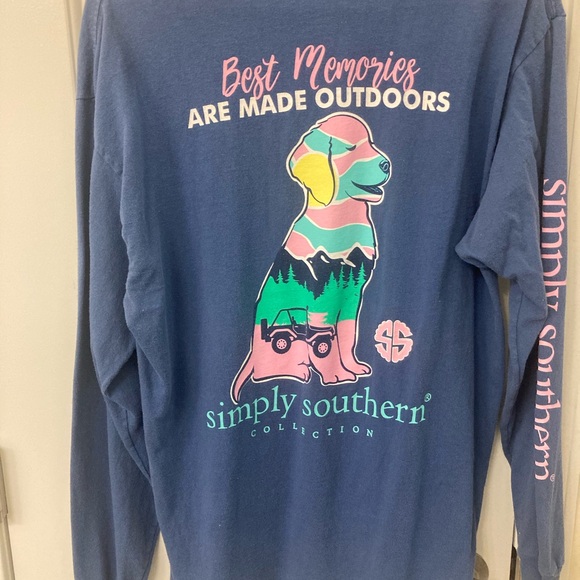 Best Memories
ARE MADE OUTDOORS
SS
simply southern®
COLLECTION
simply southern®